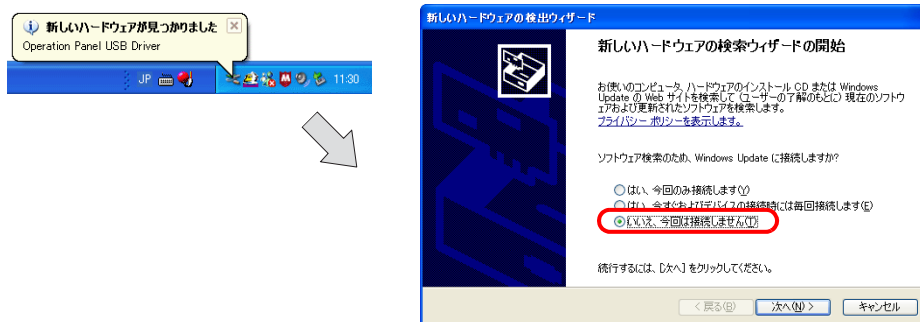 新しいハードウェアが見つかりました
Operation Panel USB Driver
JP
11:30
新しいハードウェアの検出ウィザード
新しいハードウェアの検索ウィザードの開始
お使いのコンピュータ、ハードウェアのインストール CD または Windows
Update の Web サイトを検索して （ユーザーの了解のもとに） 現在のソフトウ
ェアおよび更新されたソフトウェアを検索します。
プライバシー ポリシーを表示します。
ソフトウェア検索のため、Windows Update に接続しますか?
はい、今回のみ接続します(Y)
はい、今すぐおよびデバイスの接続時には毎回接続します(E)
いいえ、今回は接続しません(T)
続行するには、[次へ] をクリックしてください。
< 戻る(B)
次へ(N) >
キャンセル